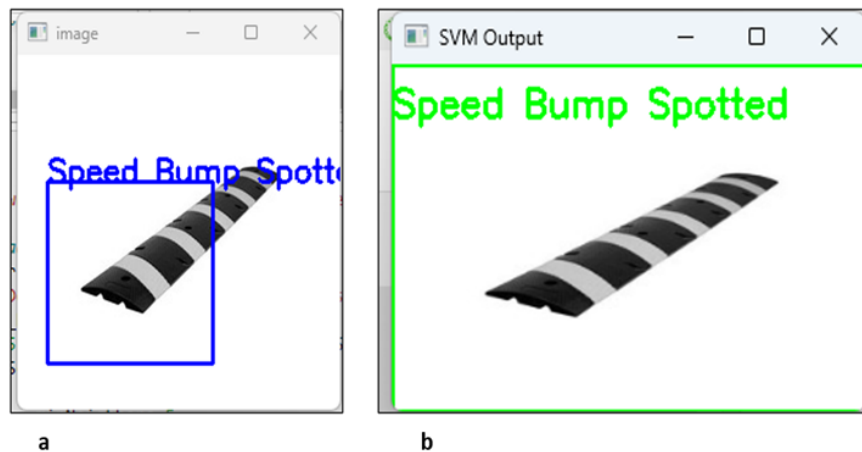 image
SVM Output
Speed Bump Spotted
Speed Bump Spotte
a
b